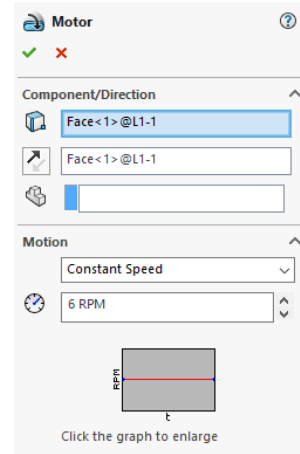 Motor
Component/Direction
Face<1>@L1-1
Face<1>@L1-1
Motion
Constant Speed
6 RPM
RPM
t
Click the graph to enlarge